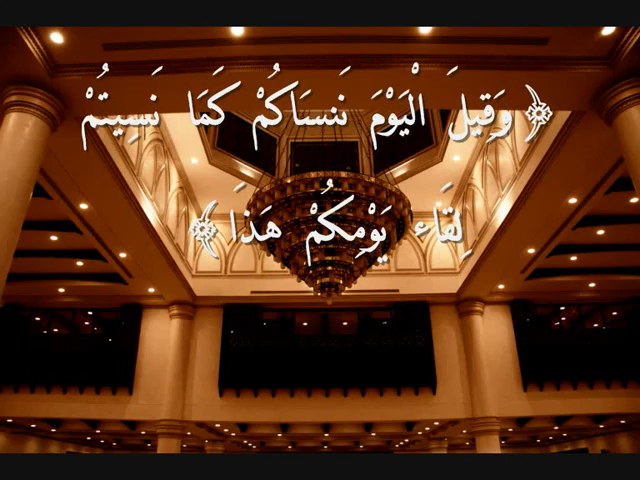 ﴿ وَقِيلَ الْيَوْمَ نَنسَاكُمْ كَمَا نَسِيتُمْ
لِقَاء يَوْمِكُمْ هَذَا ﴾